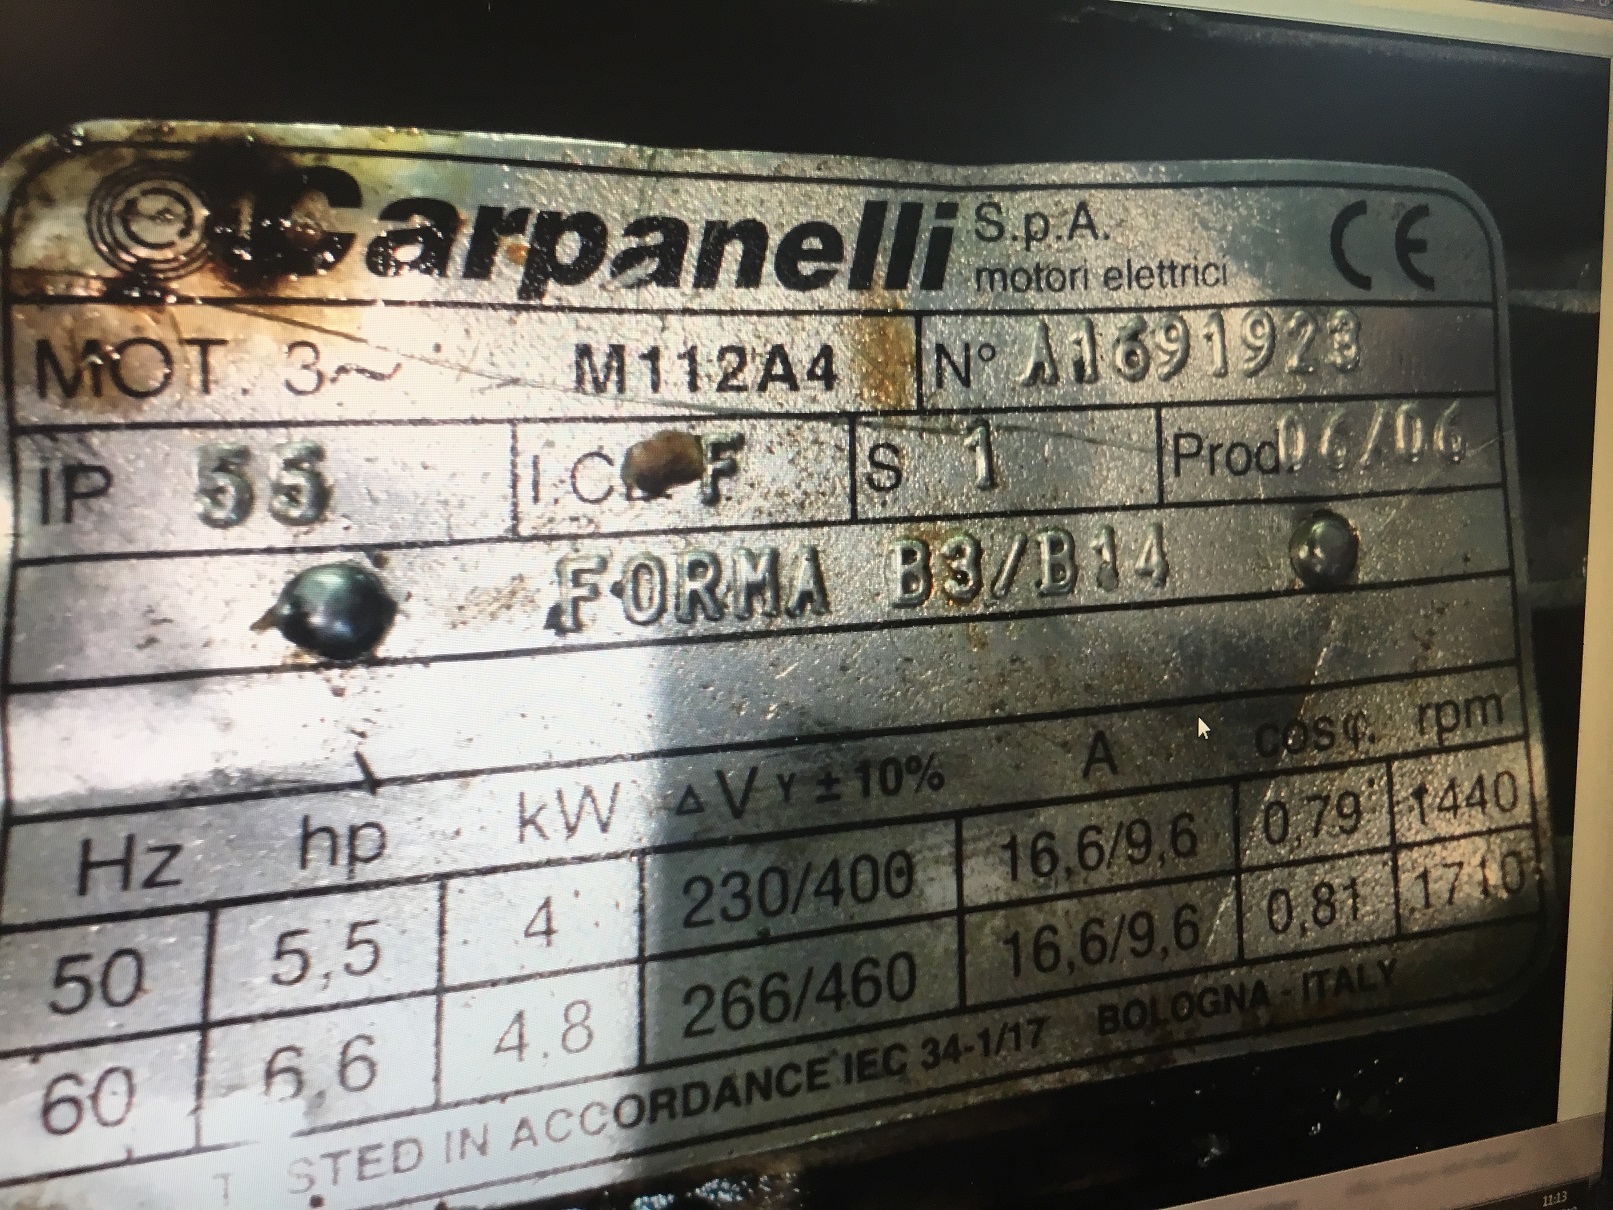 Carpanelli S.p.A.
motori elettrici CE
MOT. 3~ M112A4 N° A1691923
IP 55 I.CL F S 1 Prod. 06/06
FORMA B3/B14
Hz hp kW ΔV Y ± 10% A cosφ. rpm
50 5,5 4 230/400 16,6/9,6 0,79 1440
60 6,6 4.8 266/460 16,6/9,6 0,81 1710
T STED IN ACCORDANCE IEC 34-1/17 BOLOGNA - ITALY
11:13